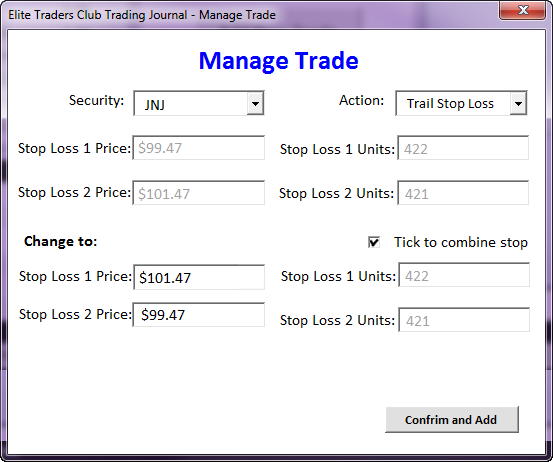 Elite Traders Club Trading Journal - Manage Trade
Manage Trade
Security: JNJ Action: Trail Stop Loss
Stop Loss 1 Price: $99.47 Stop Loss 1 Units: 422
Stop Loss 2 Price: $101.47 Stop Loss 2 Units: 421
Change to: Tick to combine stop
Stop Loss 1 Price: $101.47 Stop Loss 1 Units: 422
Stop Loss 2 Price: $99.47 Stop Loss 2 Units: 421
Confrim and Add